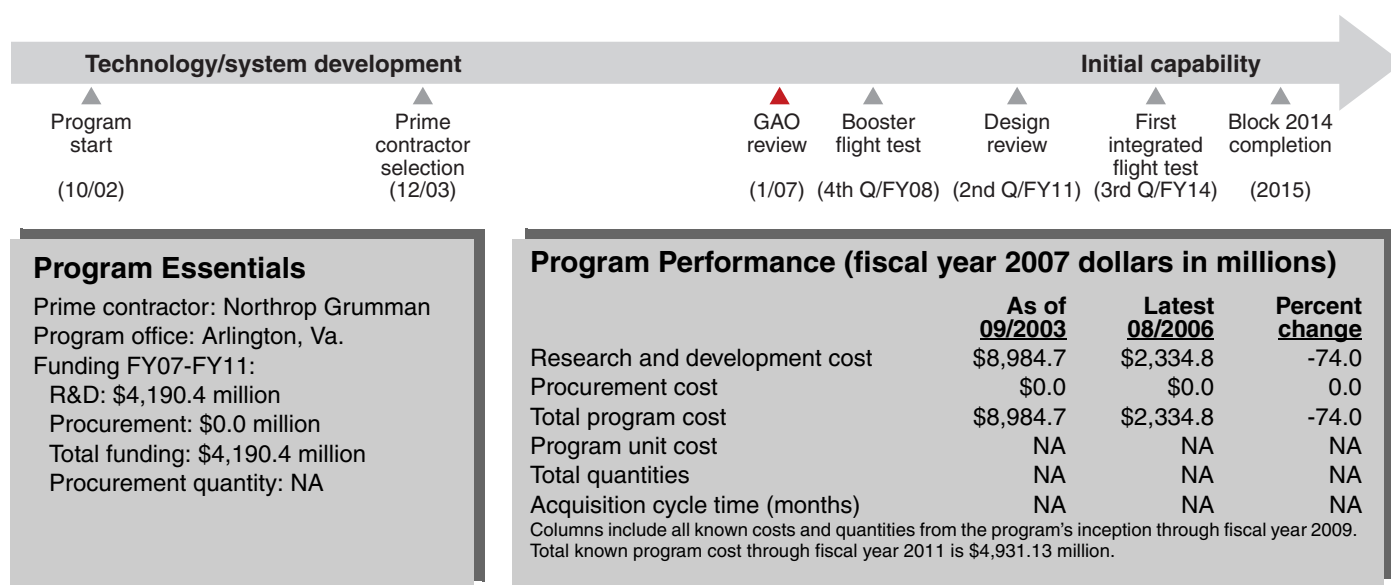 Technology/system development
Initial capability
Program
start
(10/02)
Prime
contractor
selection
(12/03)
GAO
review
(1/07)
Booster
flight test
(4th Q/FY08)
Design
review
(2nd Q/FY11)
First
integrated
flight test
(3rd Q/FY14)
Block 2014
completion
(2015)
Program Essentials
Prime contractor: Northrop Grumman
Program office: Arlington, Va.
Funding FY07-FY11:
R&D: $4,190.4 million
Procurement: $0.0 million
Total funding: $4,190.4 million
Procurement quantity: NA
Program Performance (fiscal year 2007 dollars in millions)
As of 09/2003 Latest 08/2006 Percent change
Research and development cost $8,984.7 $2,334.8 -74.0
Procurement cost $0.0 $0.0 0.0
Total program cost $8,984.7 $2,334.8 -74.0
Program unit cost NA NA NA
Total quantities NA NA NA
Acquisition cycle time (months) NA NA NA
Columns include all known costs and quantities from the program's inception through fiscal year 2009.
Total known program cost through fiscal year 2011 is $4,931.13 million.